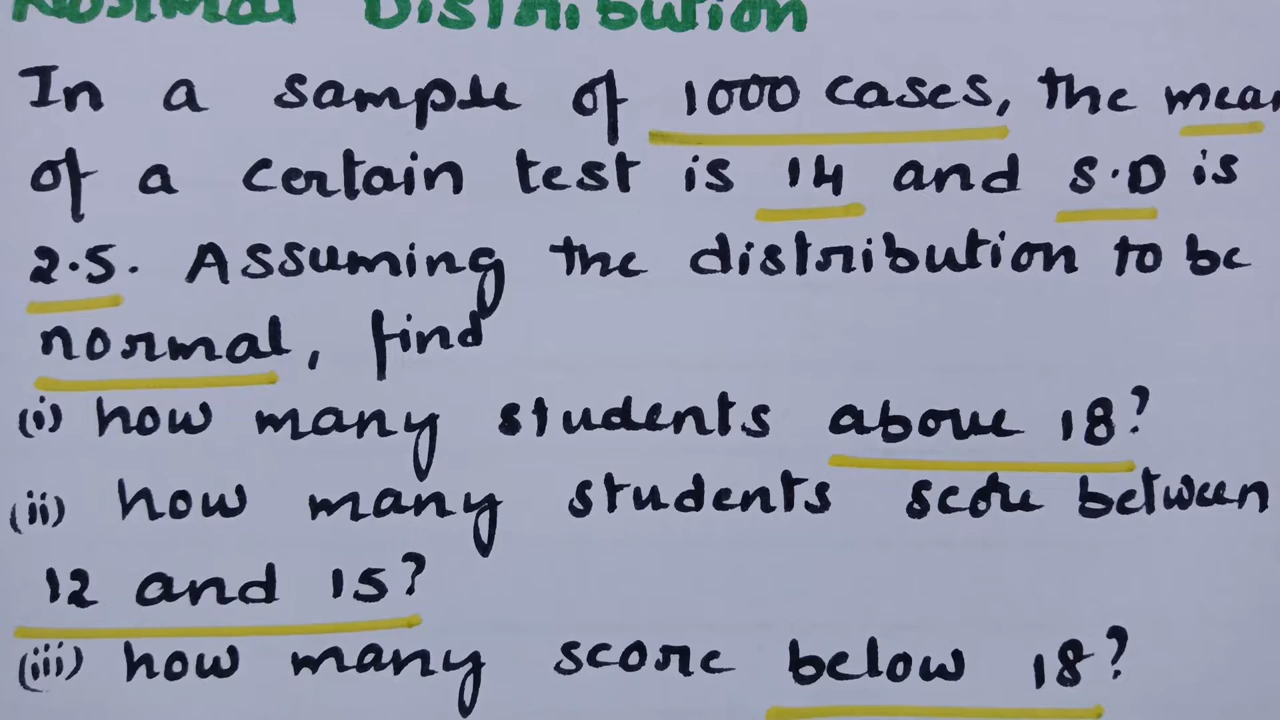 Normal Distribution
In a sample of 1000 cases, the mean
of a certain test is 14 and S.D is
2.5. Assuming the distribution to be
normal, find
(i) how many students above 18?
(ii) how many students score between
12 and 15?
(iii) how many score below 18?